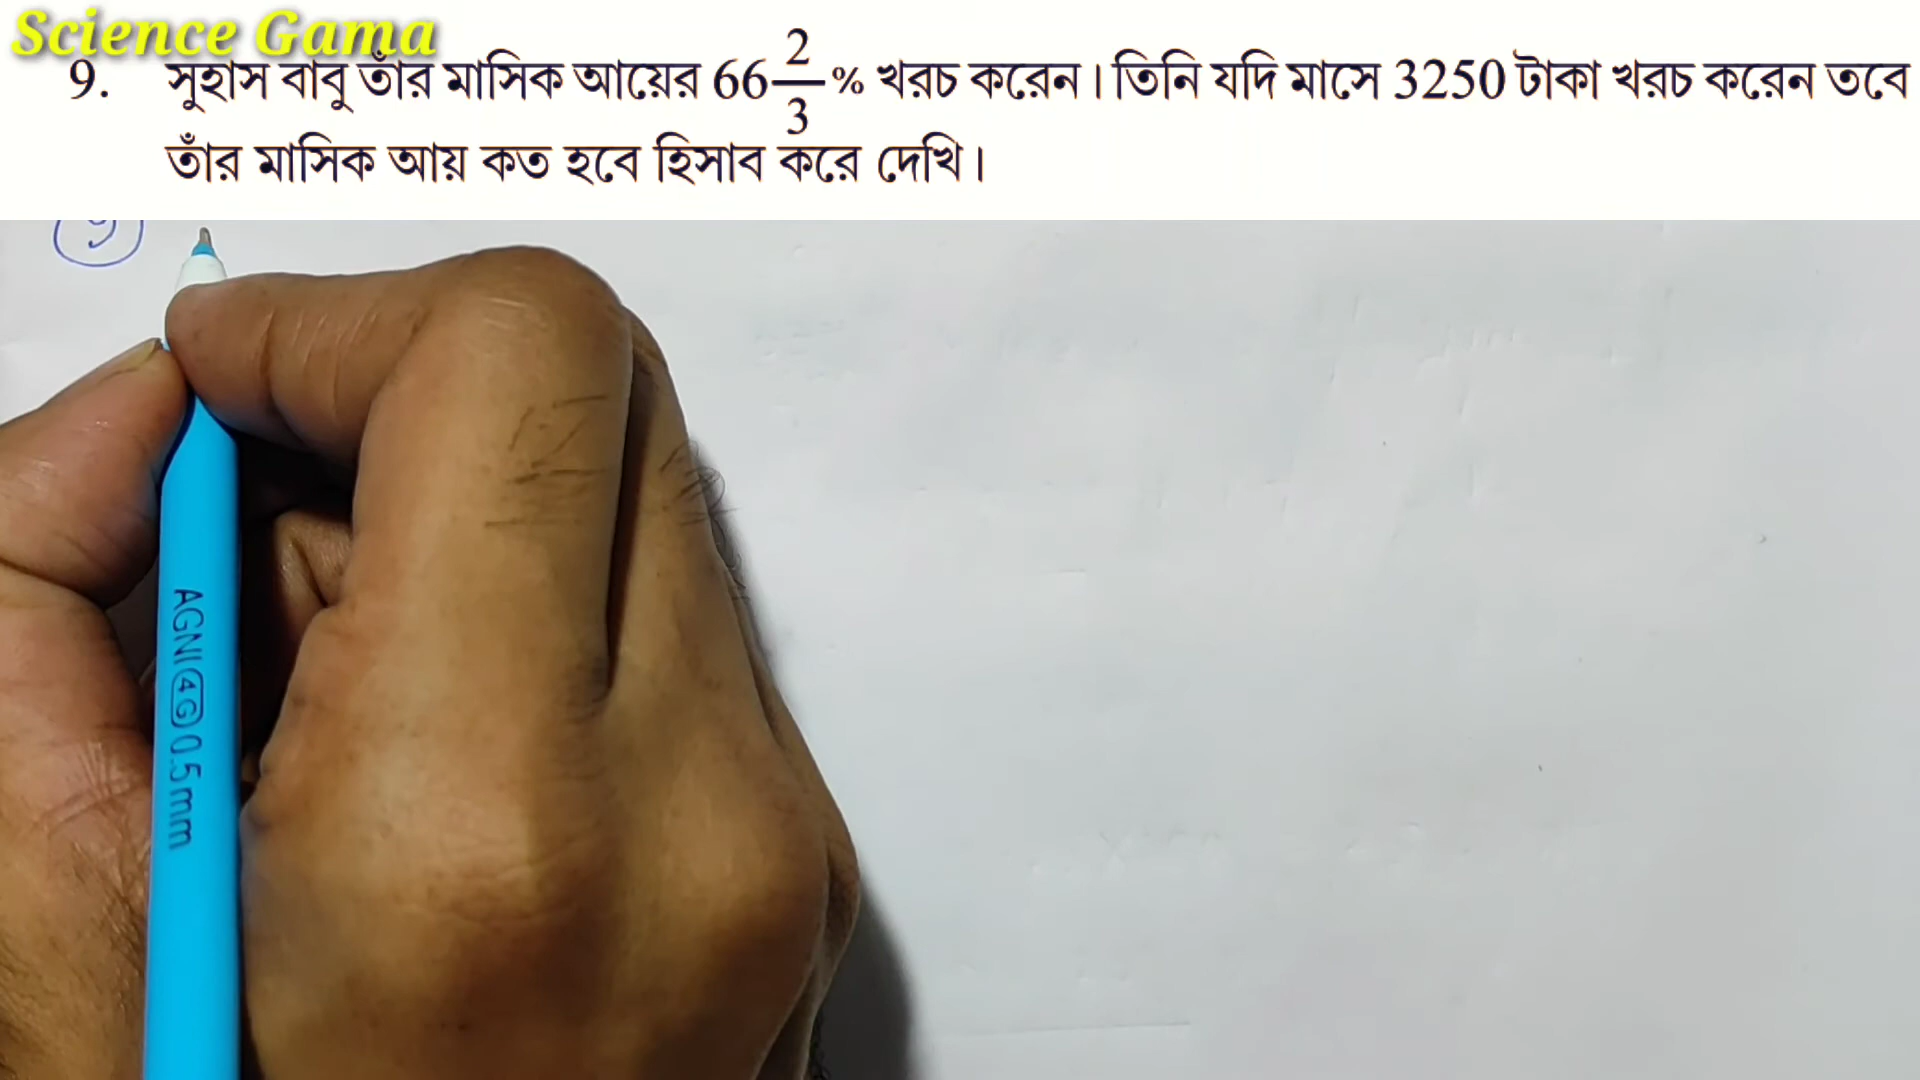 Science Gama
9. সুহাস বাবু তাঁর মাসিক আয়ের 66 2/3 % খরচ করেন। তিনি যদি মাসে 3250 টাকা খরচ করেন তবে
তাঁর মাসিক আয় কত হবে হিসাব করে দেখি।
9
AGNI 4G 0.5mm